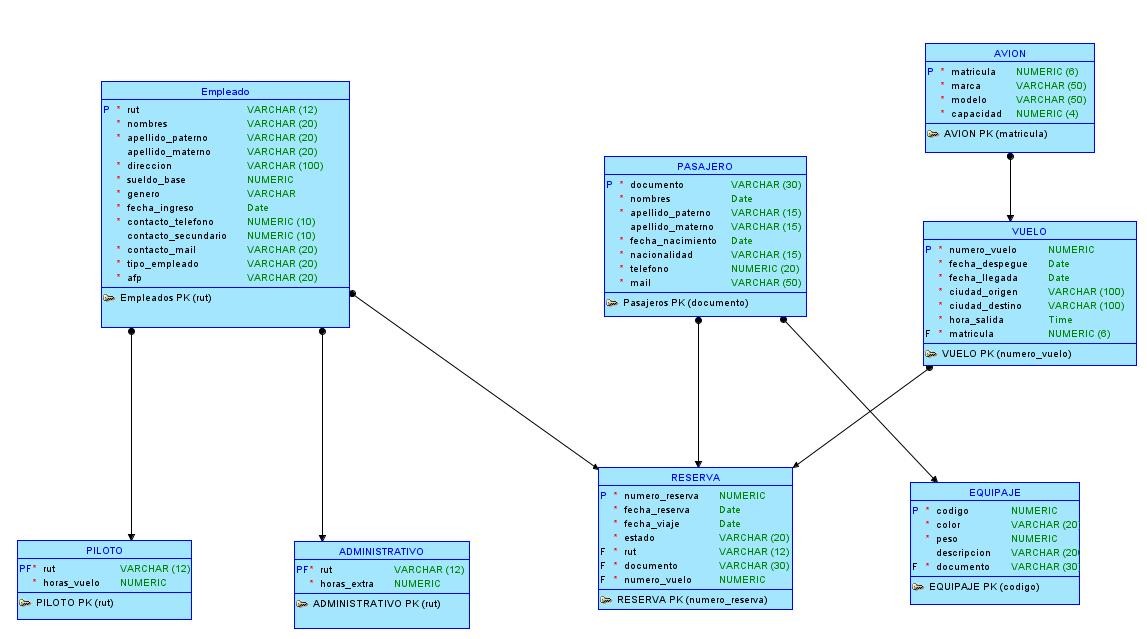 Empleado
P * rut VARCHAR (12)
* nombres VARCHAR (20)
* apellido_paterno VARCHAR (20)
apellido_materno VARCHAR (20)
* direccion VARCHAR (100)
* sueldo_base NUMERIC
* genero VARCHAR
* fecha_ingreso Date
* contacto_telefono NUMERIC (10)
contacto_secundario NUMERIC (10)
* contacto_mail VARCHAR (20)
* tipo_empleado VARCHAR (20)
* afp VARCHAR (20)
Empleados PK (rut)
PASAJERO
P * documento VARCHAR (30)
* nombres Date
* apellido_paterno VARCHAR (15)
apellido_materno VARCHAR (15)
* fecha_nacimiento Date
* nacionalidad VARCHAR (15)
* telefono NUMERIC (20)
* mail VARCHAR (50)
Pasajeros PK (documento)
AVION
P * matricula NUMERIC (6)
* marca VARCHAR (50)
* modelo VARCHAR (50)
* capacidad NUMERIC (4)
AVION PK (matricula)
VUELO
P * numero_vuelo NUMERIC
* fecha_despegue Date
* fecha_llegada Date
* ciudad_origen VARCHAR (100)
* ciudad_destino VARCHAR (100)
* hora_salida Time
F * matricula NUMERIC (6)
VUELO PK (numero_vuelo)
PILOTO
PF* rut VARCHAR (12)
* horas_vuelo NUMERIC
PILOTO PK (rut)
ADMINISTRATIVO
PF* rut VARCHAR (12)
* horas_extra NUMERIC
ADMINISTRATIVO PK (rut)
RESERVA
P * numero_reserva NUMERIC
* fecha_reserva Date
* fecha_viaje Date
* estado VARCHAR (20)
F * rut VARCHAR (12)
F * documento VARCHAR (30)
F * numero_vuelo NUMERIC
RESERVA PK (numero_reserva)
EQUIPAJE
P * codigo NUMERIC
* color VARCHAR (20
* peso NUMERIC
descripcion VARCHAR (200
F * documento VARCHAR (30
EQUIPAJE PK (codigo)